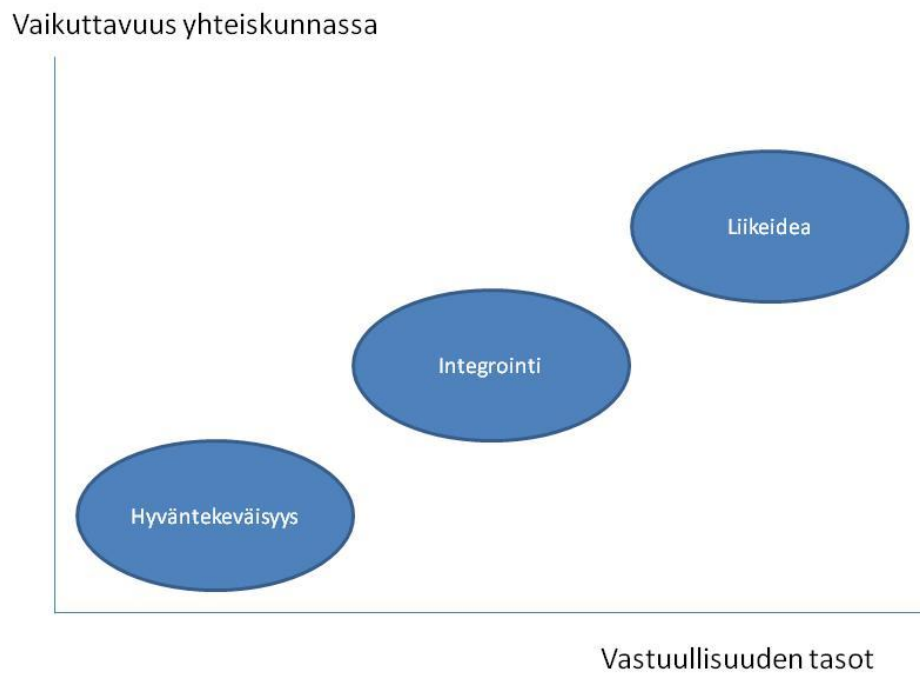 Vaikuttavuus yhteiskunnassa
Liikeidea
Integrointi
Hyväntekeväisyys
Vastuullisuuden tasot